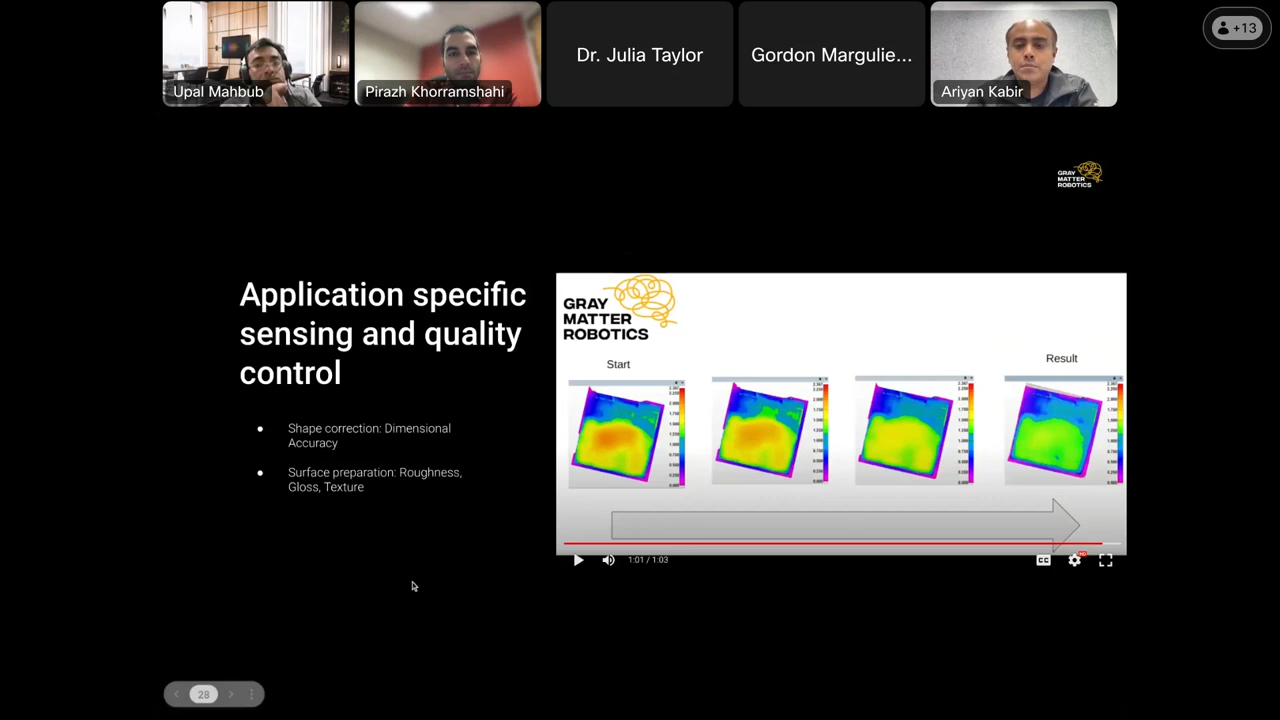 Upal Mahbub
Pirazh Khorramshahi
Dr. Julia Taylor
Gordon Margulie...
Ariyan Kabir
+13
GRAY
MATTER
ROBOTICS
Application specific
sensing and quality
control
● Shape correction: Dimensional
Accuracy
● Surface preparation: Roughness,
Gloss, Texture
GRAY
MATTER
ROBOTICS
Start
Result
1:01 / 1:03
CC
HD
28